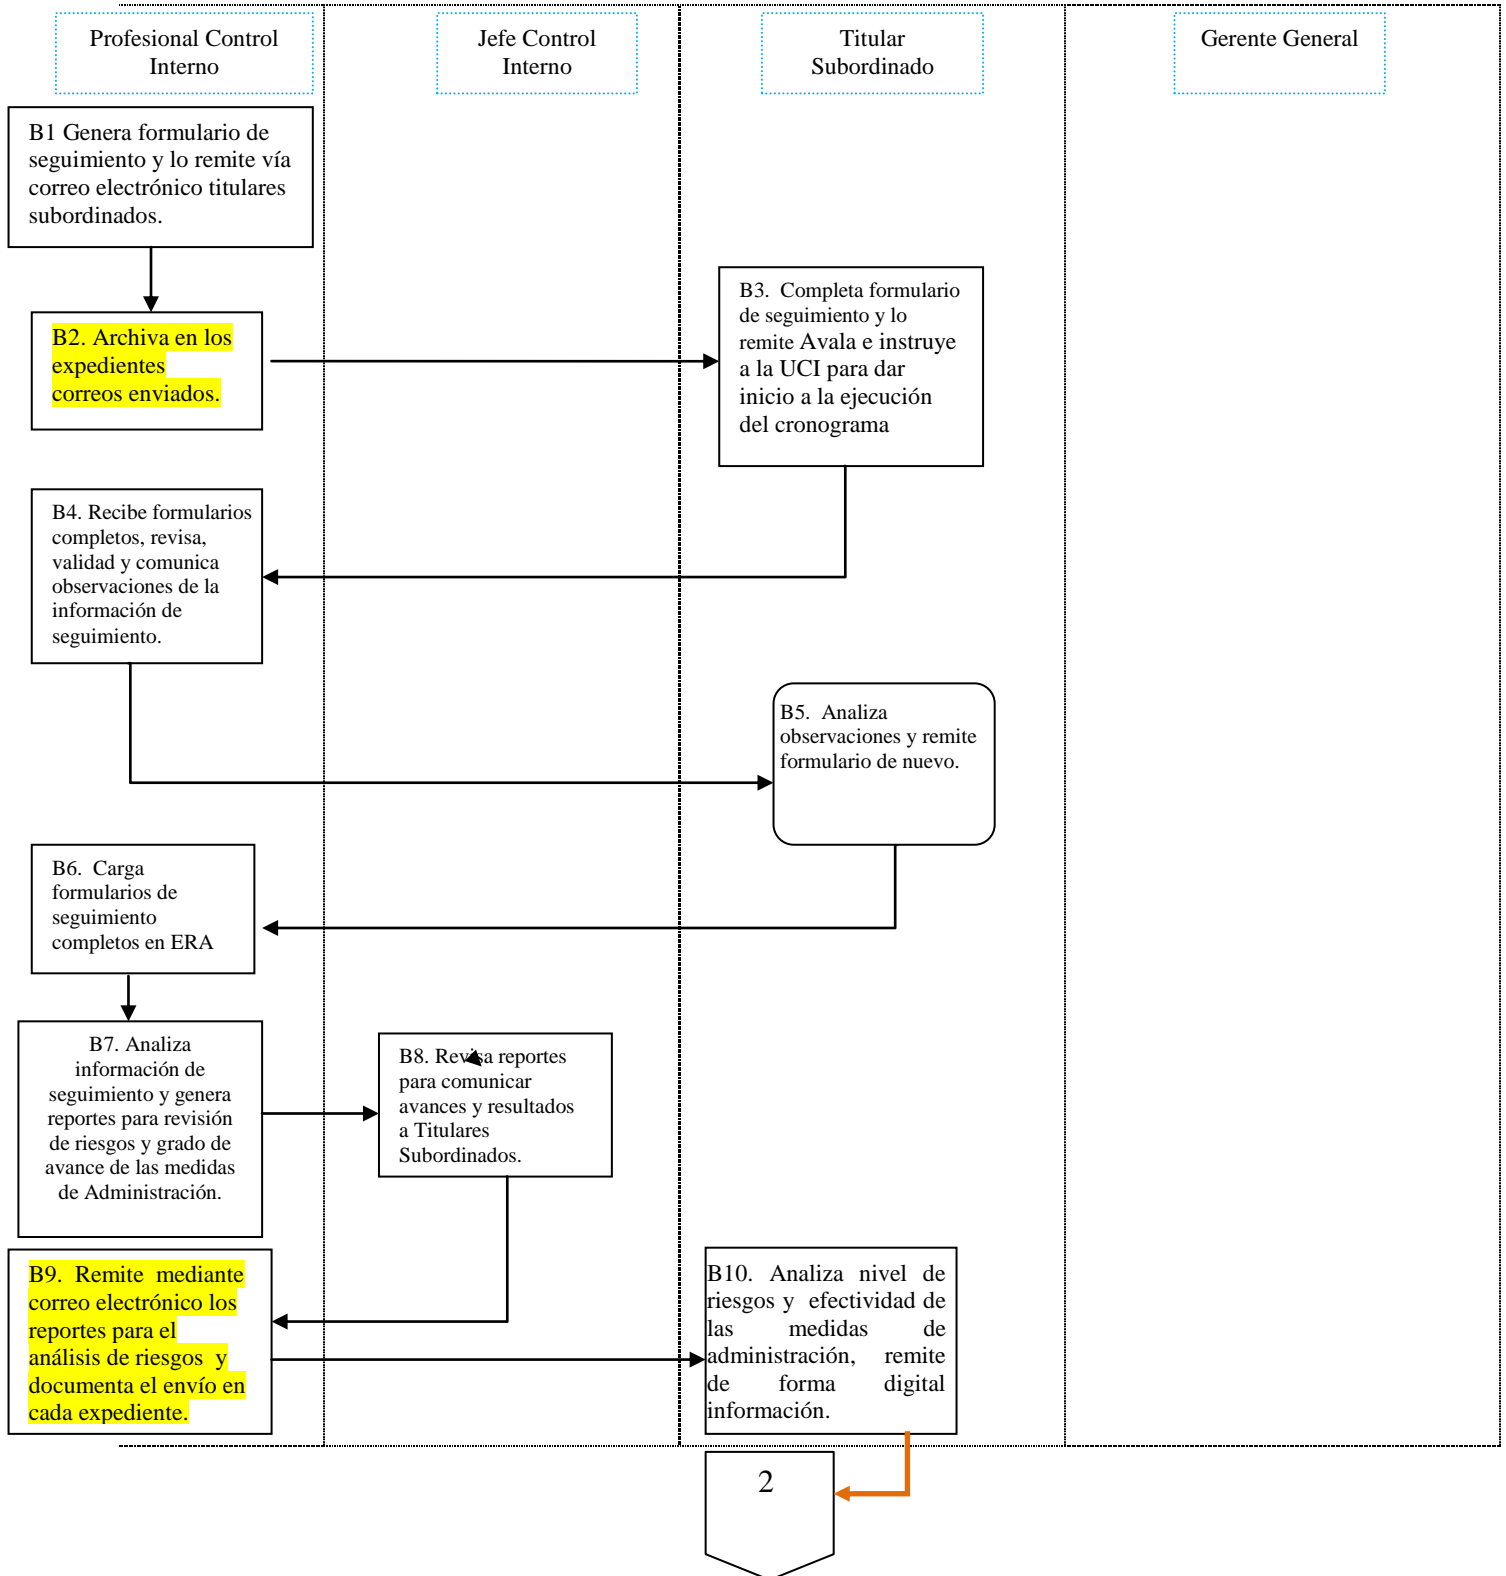 Profesional Control
Interno
Jefe Control
Interno
Titular
Subordinado
Gerente General
B1 Genera formulario de
seguimiento y lo remite vía
correo electrónico titulares
subordinados.
B2. Archiva en los
expedientes
correos enviados.
B3.  Completa formulario
de seguimiento y lo
remite Avala e instruye
a la UCI para dar
inicio a la ejecución
del cronograma
B4. Recibe formularios
completos, revisa,
validad y comunica
observaciones de la
información de
seguimiento.
B5.  Analiza
observaciones y remite
formulario de nuevo.
B6.  Carga
formularios de
seguimiento
completos en ERA
B7. Analiza
información de
seguimiento y genera
reportes para revisión
de riesgos y grado de
avance de las medidas
de Administración.
B8. Revisa reportes
para comunicar
avances y resultados
a Titulares
Subordinados.
B9.  Remite  mediante
correo electrónico los
reportes para el
análisis de riesgos  y
documenta el envío en
cada expediente.
B10.  Analiza  nivel  de
riesgos y  efectividad de
las medidas de
administración, remite
de forma digital
información.
2